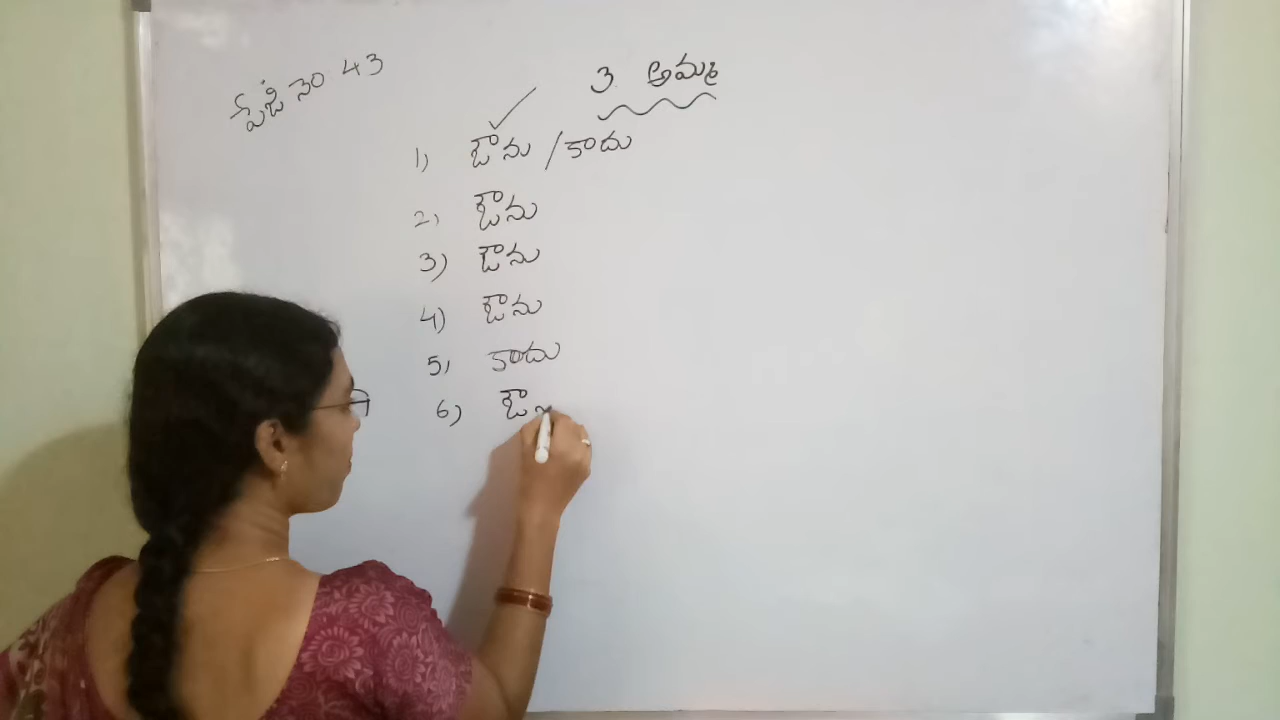 పేజి నెం 43
3. అమ్మ
1) ఔను / కాదు
2) ఔను
3) ఔను
4) ఔను
5) కాదు
6) ఔ